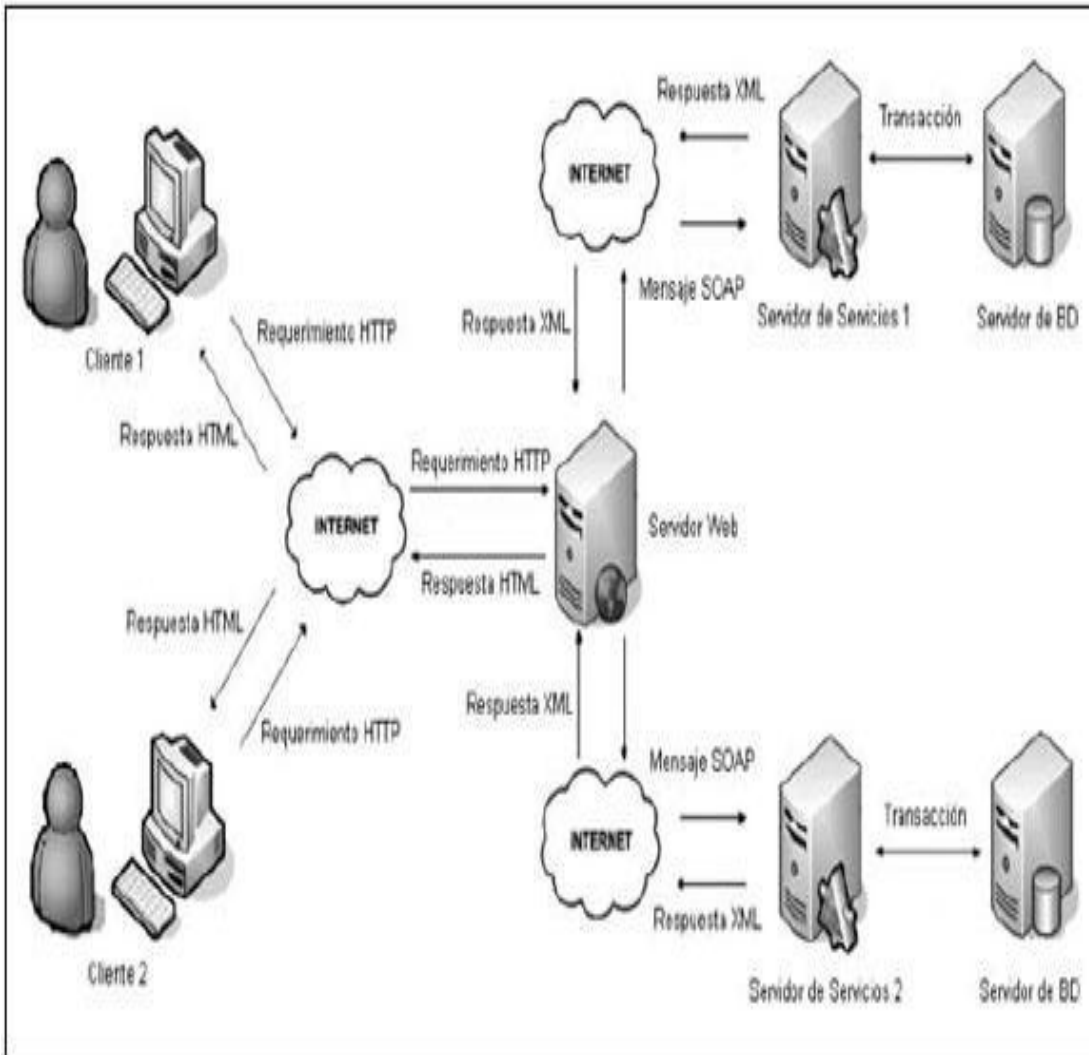 Respuesta XML
Transacción
INTERNET
Mensaje SOAP
Servidor de Servicios 1
Servidor de BD
Respuesta XML
Requerimiento HTTP
Cliente 1
Respuesta HTML
Requerimiento HTTP
INTERNET
Servidor Web
Respuesta HTML
Respuesta HTML
Respuesta XML
Requerimiento HTTP
Mensaje SOAP
Transacción
INTERNET
Respuesta XML
Cliente 2
Servidor de Servicios 2
Servidor de BD